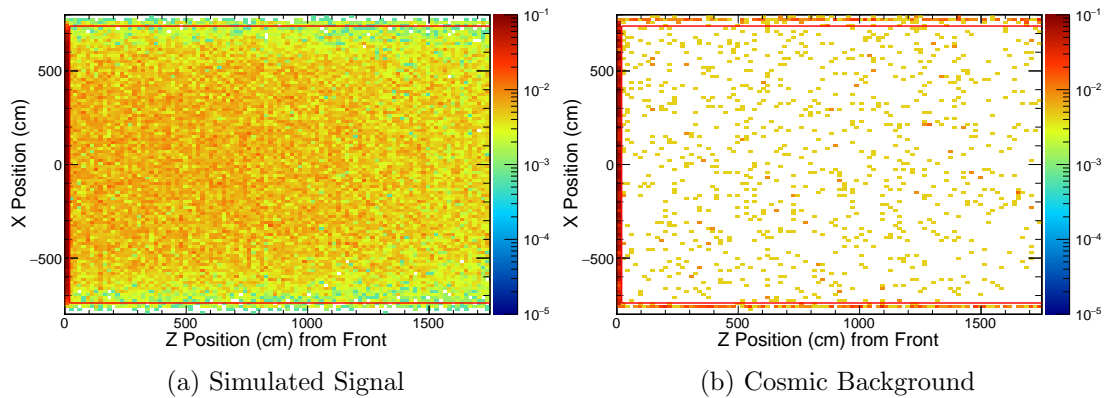 10⁻¹
10⁻²
10⁻³
10⁻⁴
10⁻⁵
500
0
−500
X Position (cm)
0 500 1000 1500
Z Position (cm) from Front
(a) Simulated Signal
10⁻¹
10⁻²
10⁻³
10⁻⁴
10⁻⁵
500
0
−500
X Position (cm)
0 500 1000 1500
Z Position (cm) from Front
(b) Cosmic Background